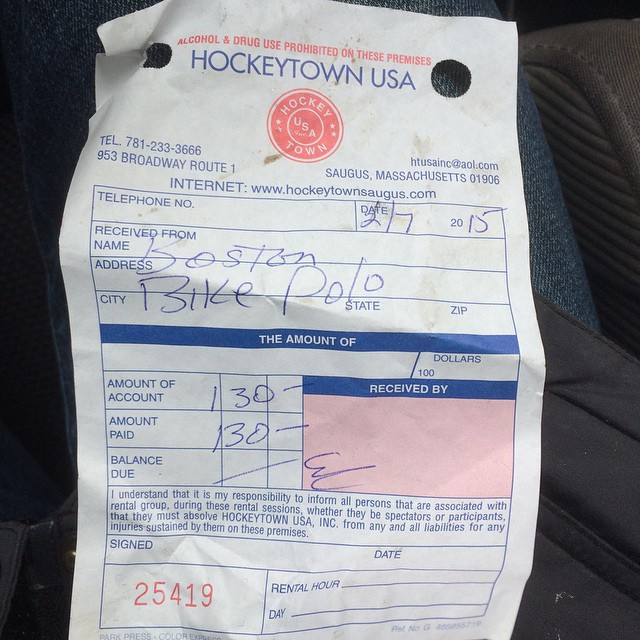 ALCOHOL & DRUG USE PROHIBITED ON THESE PREMISES
HOCKEYTOWN USA
HOCKEY
USA
TOWN
TEL. 781-233-3666
953 BROADWAY ROUTE 1
htusainc@aol.com
SAUGUS, MASSACHUSETTS 01906
INTERNET: www.hockeytownsaugus.com
TELEPHONE NO.
DATE 2/7 2015
RECEIVED FROM
NAME Boston
ADDRESS Bike Polo
CITY STATE ZIP
THE AMOUNT OF
/100 DOLLARS
AMOUNT OF ACCOUNT 130-
RECEIVED BY
AMOUNT PAID 130-
BALANCE DUE —
I understand that it is my responsibility to inform all persons that are associated with
rental group, during these rental sessions, whether they be spectators or participants,
that they must absolve HOCKEYTOWN USA, INC. from any and all liabilities for any
injuries sustained by them on these premises.
SIGNED DATE
25419
RENTAL HOUR
DAY
PARK PRESS - COLOR EXPRESS